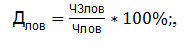 Дпов = ЧЗпов / Чпов * 100%;,